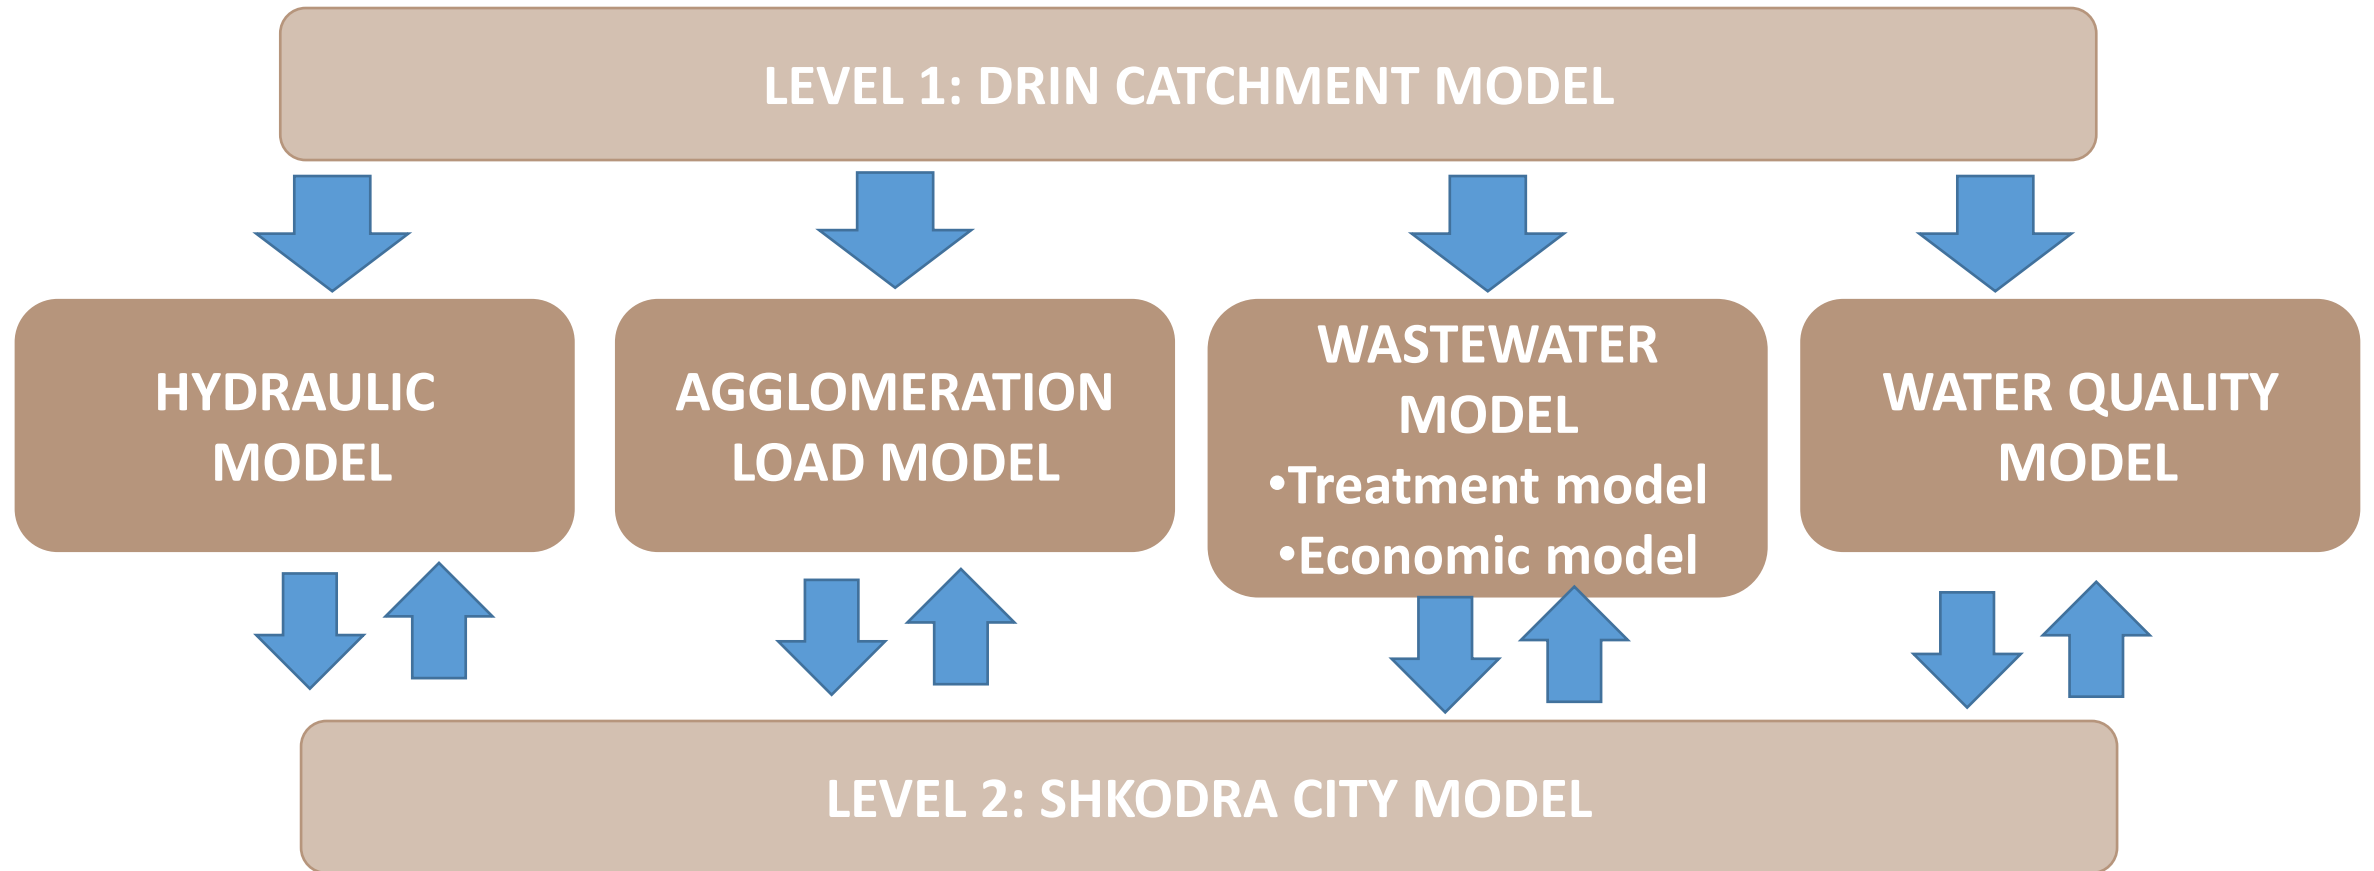 LEVEL 1: DRIN CATCHMENT MODEL
HYDRAULIC
MODEL
AGGLOMERATION
LOAD MODEL
WASTEWATER
MODEL
•Treatment model
•Economic model
WATER QUALITY
MODEL
LEVEL 2: SHKODRA CITY MODEL